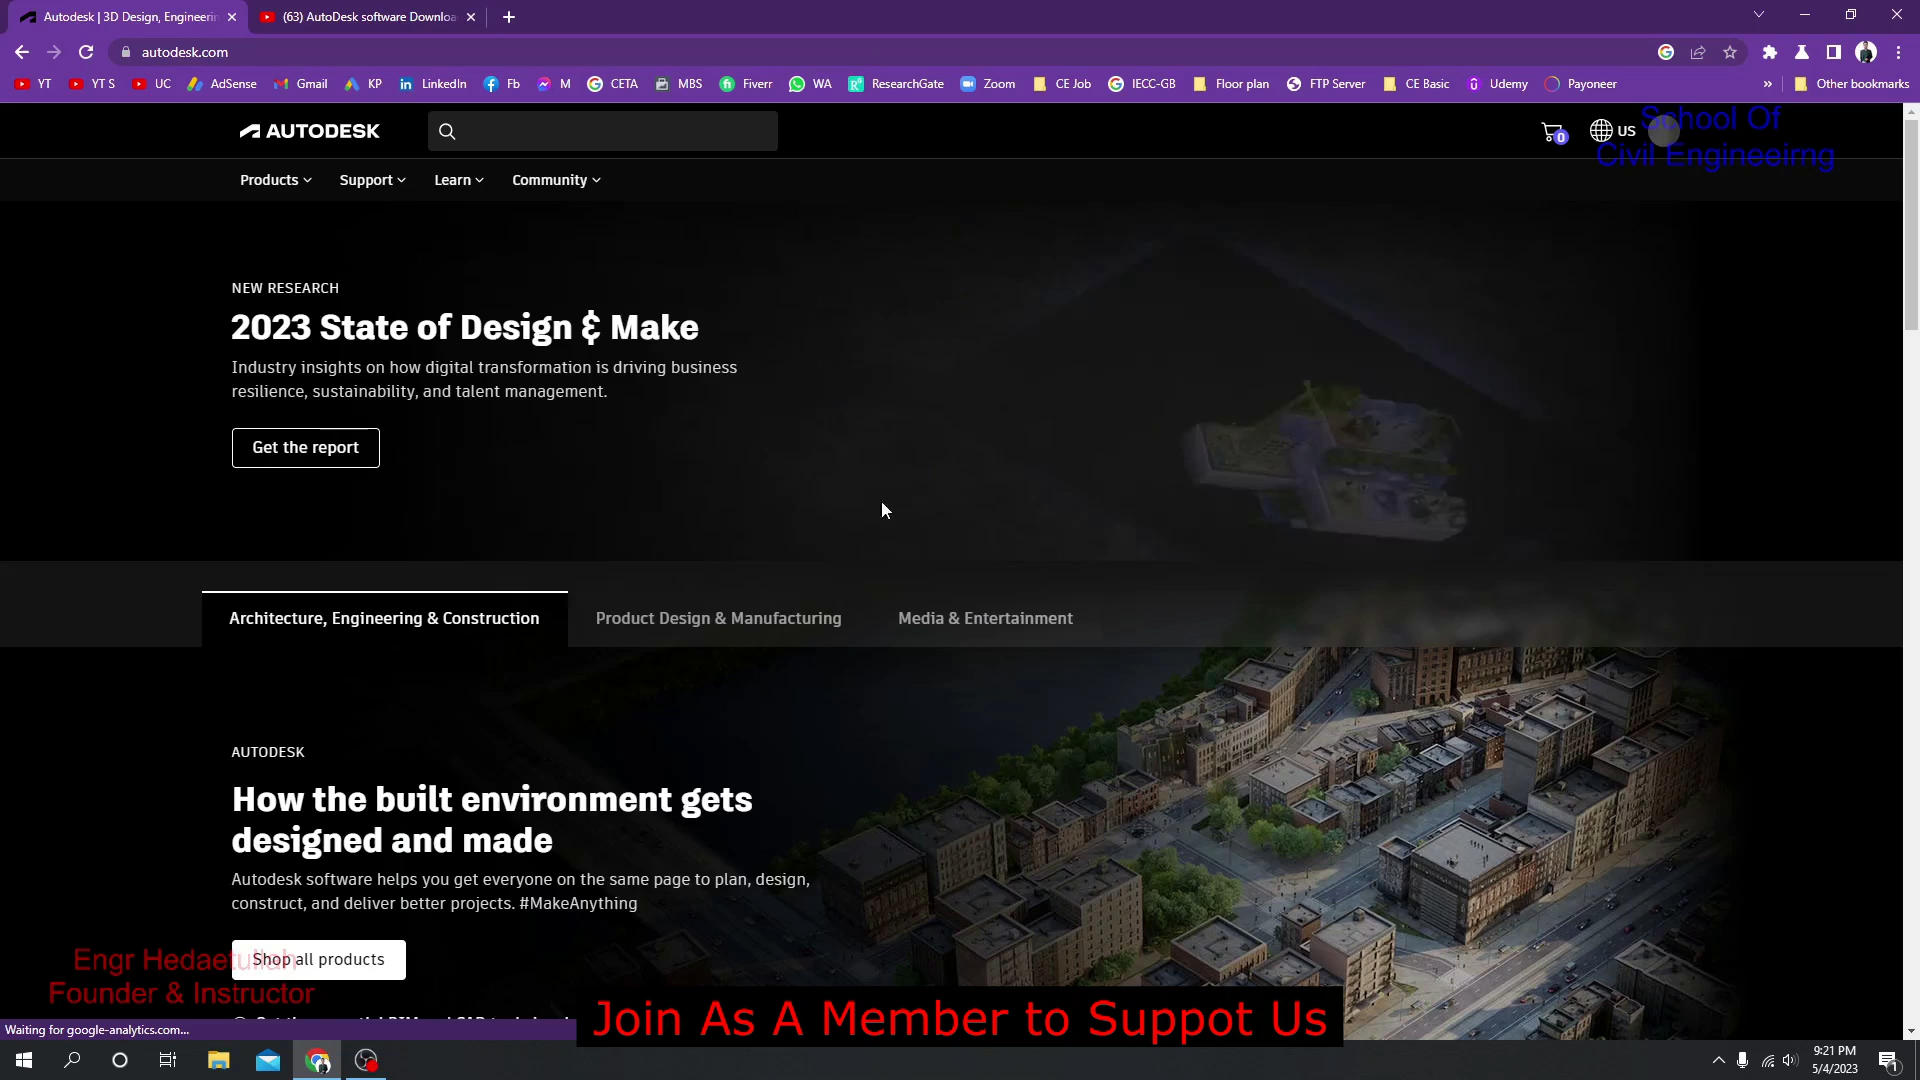 Autodesk | 3D Design, Engineerin
(63) AutoDesk software Downloa
autodesk.com
YT
YT S
UC
AdSense
Gmail
KP
LinkedIn
Fb
M
CETA
MBS
Fiverr
WA
ResearchGate
Zoom
CE Job
IECC-GB
Floor plan
FTP Server
CE Basic
Udemy
Payoneer
»
Other bookmarks
AUTODESK
0
US
School Of
Civil Engineeirng
Products
Support
Learn
Community
NEW RESEARCH
2023 State of Design & Make
Industry insights on how digital transformation is driving business
resilience, sustainability, and talent management.
Get the report
Architecture, Engineering & Construction
Product Design & Manufacturing
Media & Entertainment
AUTODESK
How the built environment gets
designed and made
Autodesk software helps you get everyone on the same page to plan, design,
construct, and deliver better projects. #MakeAnything
Shop all products
Engr Hedaetullah
Founder & Instructor
Join As A Member to Suppot Us
Waiting for google-analytics.com...
9:21 PM
5/4/2023
1